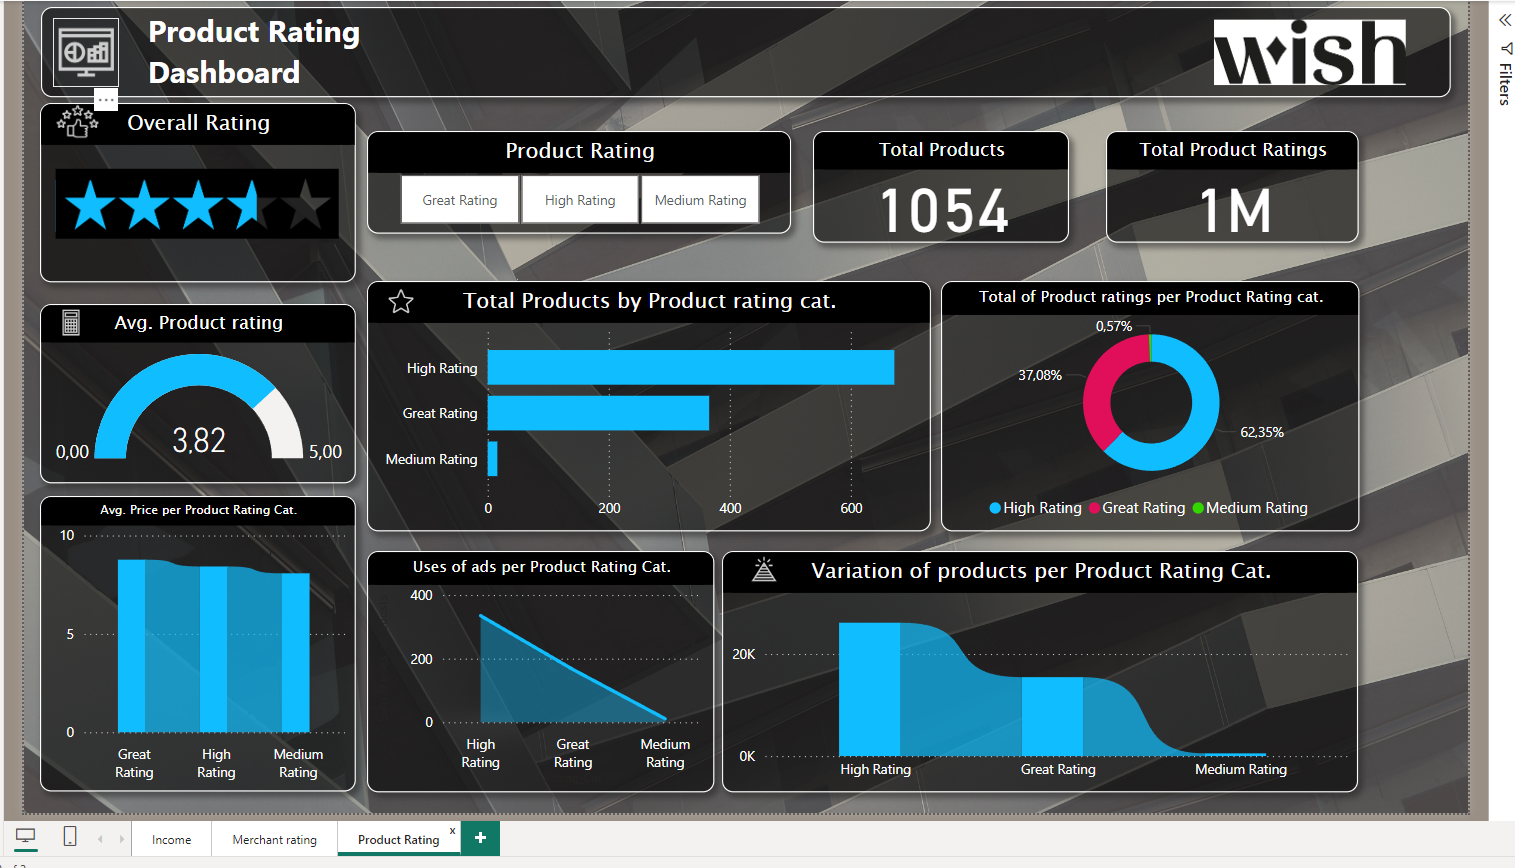 Product Rating
Dashboard
wish
Filters
Overall Rating
Product Rating
Great Rating
High Rating
Medium Rating
Total Products
1054
Total Product Ratings
1M
Avg. Product rating
0,00
3,82
5,00
Total Products by Product rating cat.
High Rating
Great Rating
Medium Rating
0
200
400
600
Total of Product ratings per Product Rating cat.
0,57%
37,08%
62,35%
High Rating
Great Rating
Medium Rating
Avg. Price per Product Rating Cat.
10
5
0
Great
Rating
High
Rating
Medium
Rating
Uses of ads per Product Rating Cat.
400
200
0
High
Rating
Great
Rating
Medium
Rating
Variation of products per Product Rating Cat.
20K
0K
High Rating
Great Rating
Medium Rating
Income
Merchant rating
Product Rating
x
+